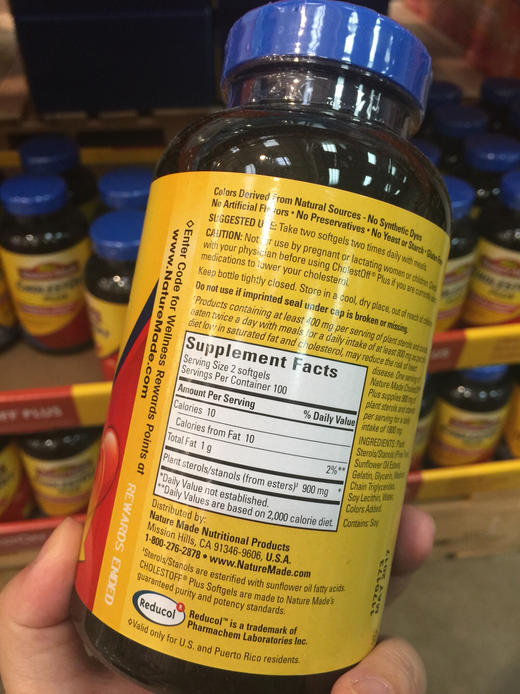 Colors Derived From Natural Sources • No Synthetic Dyes
No Artificial Flavors • No Preservatives • No Yeast or Starch • Gluten
SUGGESTED USE: Take two softgels two times daily with meals.
CAUTION: Not for use by pregnant or lactating women or children.
with your physician before using CholestOff® Plus if you are currently
medications to lower your cholesterol.
Keep bottle tightly closed. Store in a cool, dry place, out of reach of
Do not use if imprinted seal under cap is broken or missing.
Products containing at least 400 mg per serving of plant sterols and
eaten twice a day with meals for a daily intake of at least 800 mg as part
diet low in saturated fat and cholesterol, may reduce the risk of heart
disease. One serving of
Nature Made
Plus supplies 900 mg of
plant sterols and stanols
per serving for a daily
intake of 1800 mg.
Supplement Facts
Serving Size 2 softgels
Servings Per Container 100
Amount Per Serving % Daily Value
Calories 10
Calories from Fat 10
Total Fat 1 g 2%**
Plant sterols/stanols (from esters)‡ 900 mg *
*Daily Value not established.
**Daily Values are based on 2,000 calorie diet.
INGREDIENTS: Plant
Sterols/Stanols
Sunflower Oil Esters,
Gelatin, Glycerin,
Chain Triglycerides,
Soy Lecithin, Water,
Colors Added.
Contains: Soy
Distributed by:
Nature Made Nutritional Products
Mission Hills, CA 91346-9606, U.S.A.
1-800-276-2878 • www.NatureMade.com
‡Sterols/Stanols are esterified with sunflower oil fatty acids.
CHOLESTOFF® Plus Softgels are made to Nature Made's
guaranteed purity and potency standards.
Reducol
Reducol™ is a trademark of
Pharmachem Laboratories Inc.
◊Valid only for U.S. and Puerto Rico residents.
◊Enter Code for Wellness Rewards Points at
www.NatureMade.com
REWARDS ENDED
MAY 2017